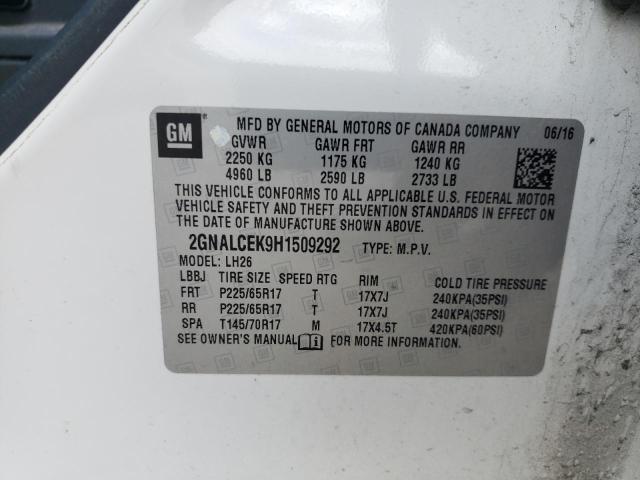 GM
MFD BY GENERAL MOTORS OF CANADA COMPANY 06/16
GVWR GAWR FRT GAWR RR
2250 KG 1175 KG 1240 KG
4960 LB 2590 LB 2733 LB
THIS VEHICLE CONFORMS TO ALL APPLICABLE U.S. FEDERAL MOTOR
VEHICLE SAFETY AND THEFT PREVENTION STANDARDS IN EFFECT ON
THE DATE OF MANUFACTURE SHOWN ABOVE.
2GNALCEK9H1509292 TYPE: M.P.V.
MODEL: LH26
LBBJ TIRE SIZE SPEED RTG RIM COLD TIRE PRESSURE
FRT P225/65R17 T 17X7J 240KPA(35PSI)
RR P225/65R17 T 17X7J 240KPA(35PSI)
SPA T145/70R17 M 17X4.5T 420KPA(60PSI)
SEE OWNER'S MANUAL FOR MORE INFORMATION.